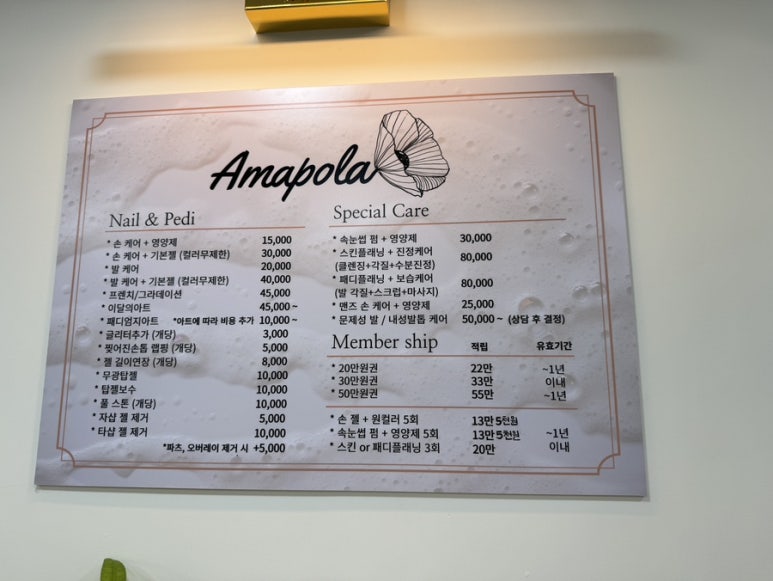 Amapola
Nail & Pedi
* 손 케어 + 영양제 15,000
* 손 케어 + 기본젤 (컬러무제한) 30,000
* 발 케어 20,000
* 발 케어 + 기본젤 (컬러무제한) 40,000
* 프렌치/그라데이션 45,000
* 이달의아트 45,000 ~
* 패디엄지아트 *아트에 따라 비용 추가 10,000 ~
* 글리터추가 (개당) 3,000
* 찢어진손톱 랩핑 (개당) 5,000
* 젤 길이연장 (개당) 8,000
* 무광탑젤 10,000
* 탑젤보수 10,000
* 풀 스톤 (개당) 10,000
* 자샵 젤 제거 5,000
* 타샵 젤 제거 10,000
*파츠, 오버레이 제거 시 +5,000
Special Care
* 속눈썹 펌 + 영양제 30,000
* 스킨플래닝 + 진정케어 80,000
(클렌징+각질+수분진정)
* 패디플래닝 + 보습케어 80,000
(발 각질+스크럽+마사지)
* 맨즈 손 케어 + 영양제 25,000
* 문제성 발 / 내성발톱 케어 50,000 ~ (상담 후 결정)
Member ship 적립 유효기간
* 20만원권 22만 ~1년
* 30만원권 33만 이내
* 50만원권 55만 ~1년
* 손 젤 + 원컬러 5회 13만 5천원
* 속눈썹 펌 + 영양제 5회 13만 5천원 ~1년
* 스킨 or 패디플래닝 3회 20만 이내